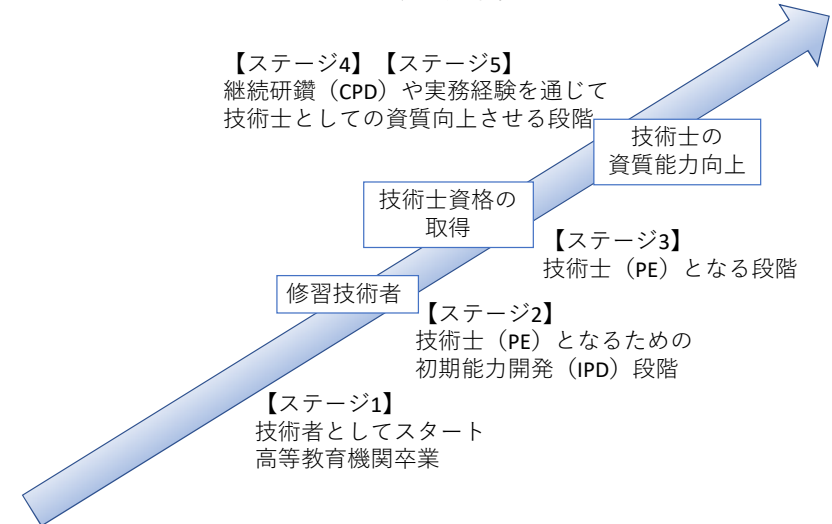 【ステージ4】【ステージ5】
継続研鑽（CPD）や実務経験を通じて
技術士としての資質向上させる段階
技術士の
資質能力向上
技術士資格の
取得
【ステージ3】
技術士（PE）となる段階
修習技術者
【ステージ2】
技術士（PE）となるための
初期能力開発（IPD）段階
【ステージ1】
技術者としてスタート
高等教育機関卒業